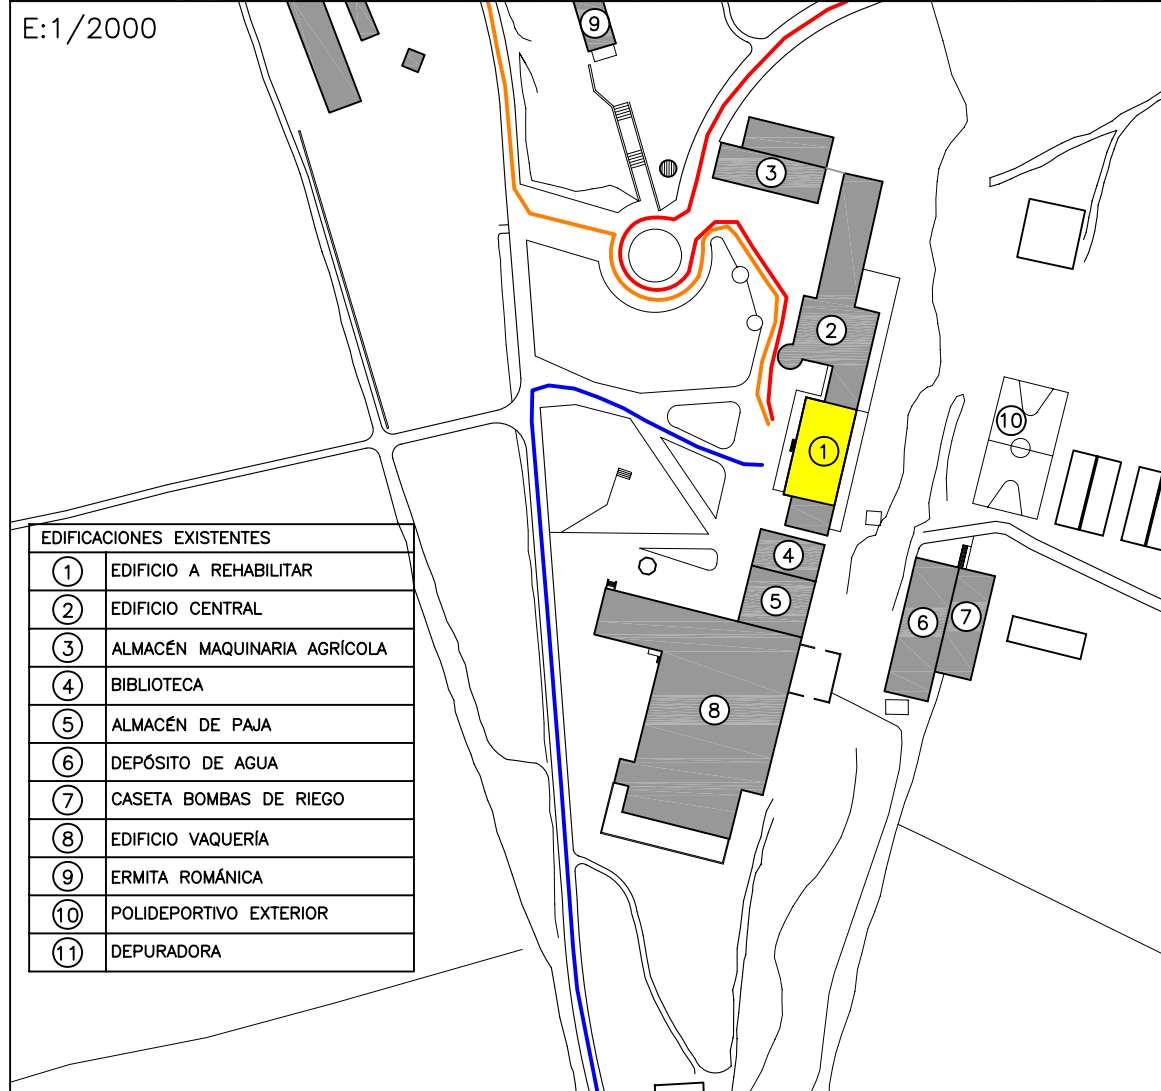 E:1/2000
9
3
2
10
1
4
5
6
7
8
EDIFICACIONES EXISTENTES
1 EDIFICIO A REHABILITAR
2 EDIFICIO CENTRAL
3 ALMACÉN MAQUINARIA AGRÍCOLA
4 BIBLIOTECA
5 ALMACÉN DE PAJA
6 DEPÓSITO DE AGUA
7 CASETA BOMBAS DE RIEGO
8 EDIFICIO VAQUERÍA
9 ERMITA ROMÁNICA
10 POLIDEPORTIVO EXTERIOR
11 DEPURADORA